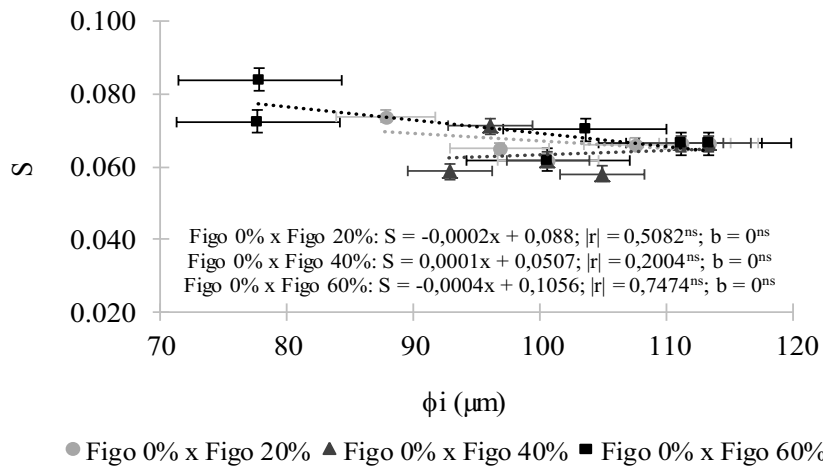 0.100
0.080
0.060
0.040
0.020
S
Figo 0% x Figo 20%: S = -0,0002x + 0,088; |r| = 0,5082ns; b = 0ns
Figo 0% x Figo 40%: S = 0,0001x + 0,0507; |r| = 0,2004ns; b = 0ns
Figo 0% x Figo 60%: S = -0,0004x + 0,1056; |r| = 0,7474ns; b = 0ns
70 80 90 100 110 120
ϕi (μm)
Figo 0% x Figo 20% Figo 0% x Figo 40% Figo 0% x Figo 60%